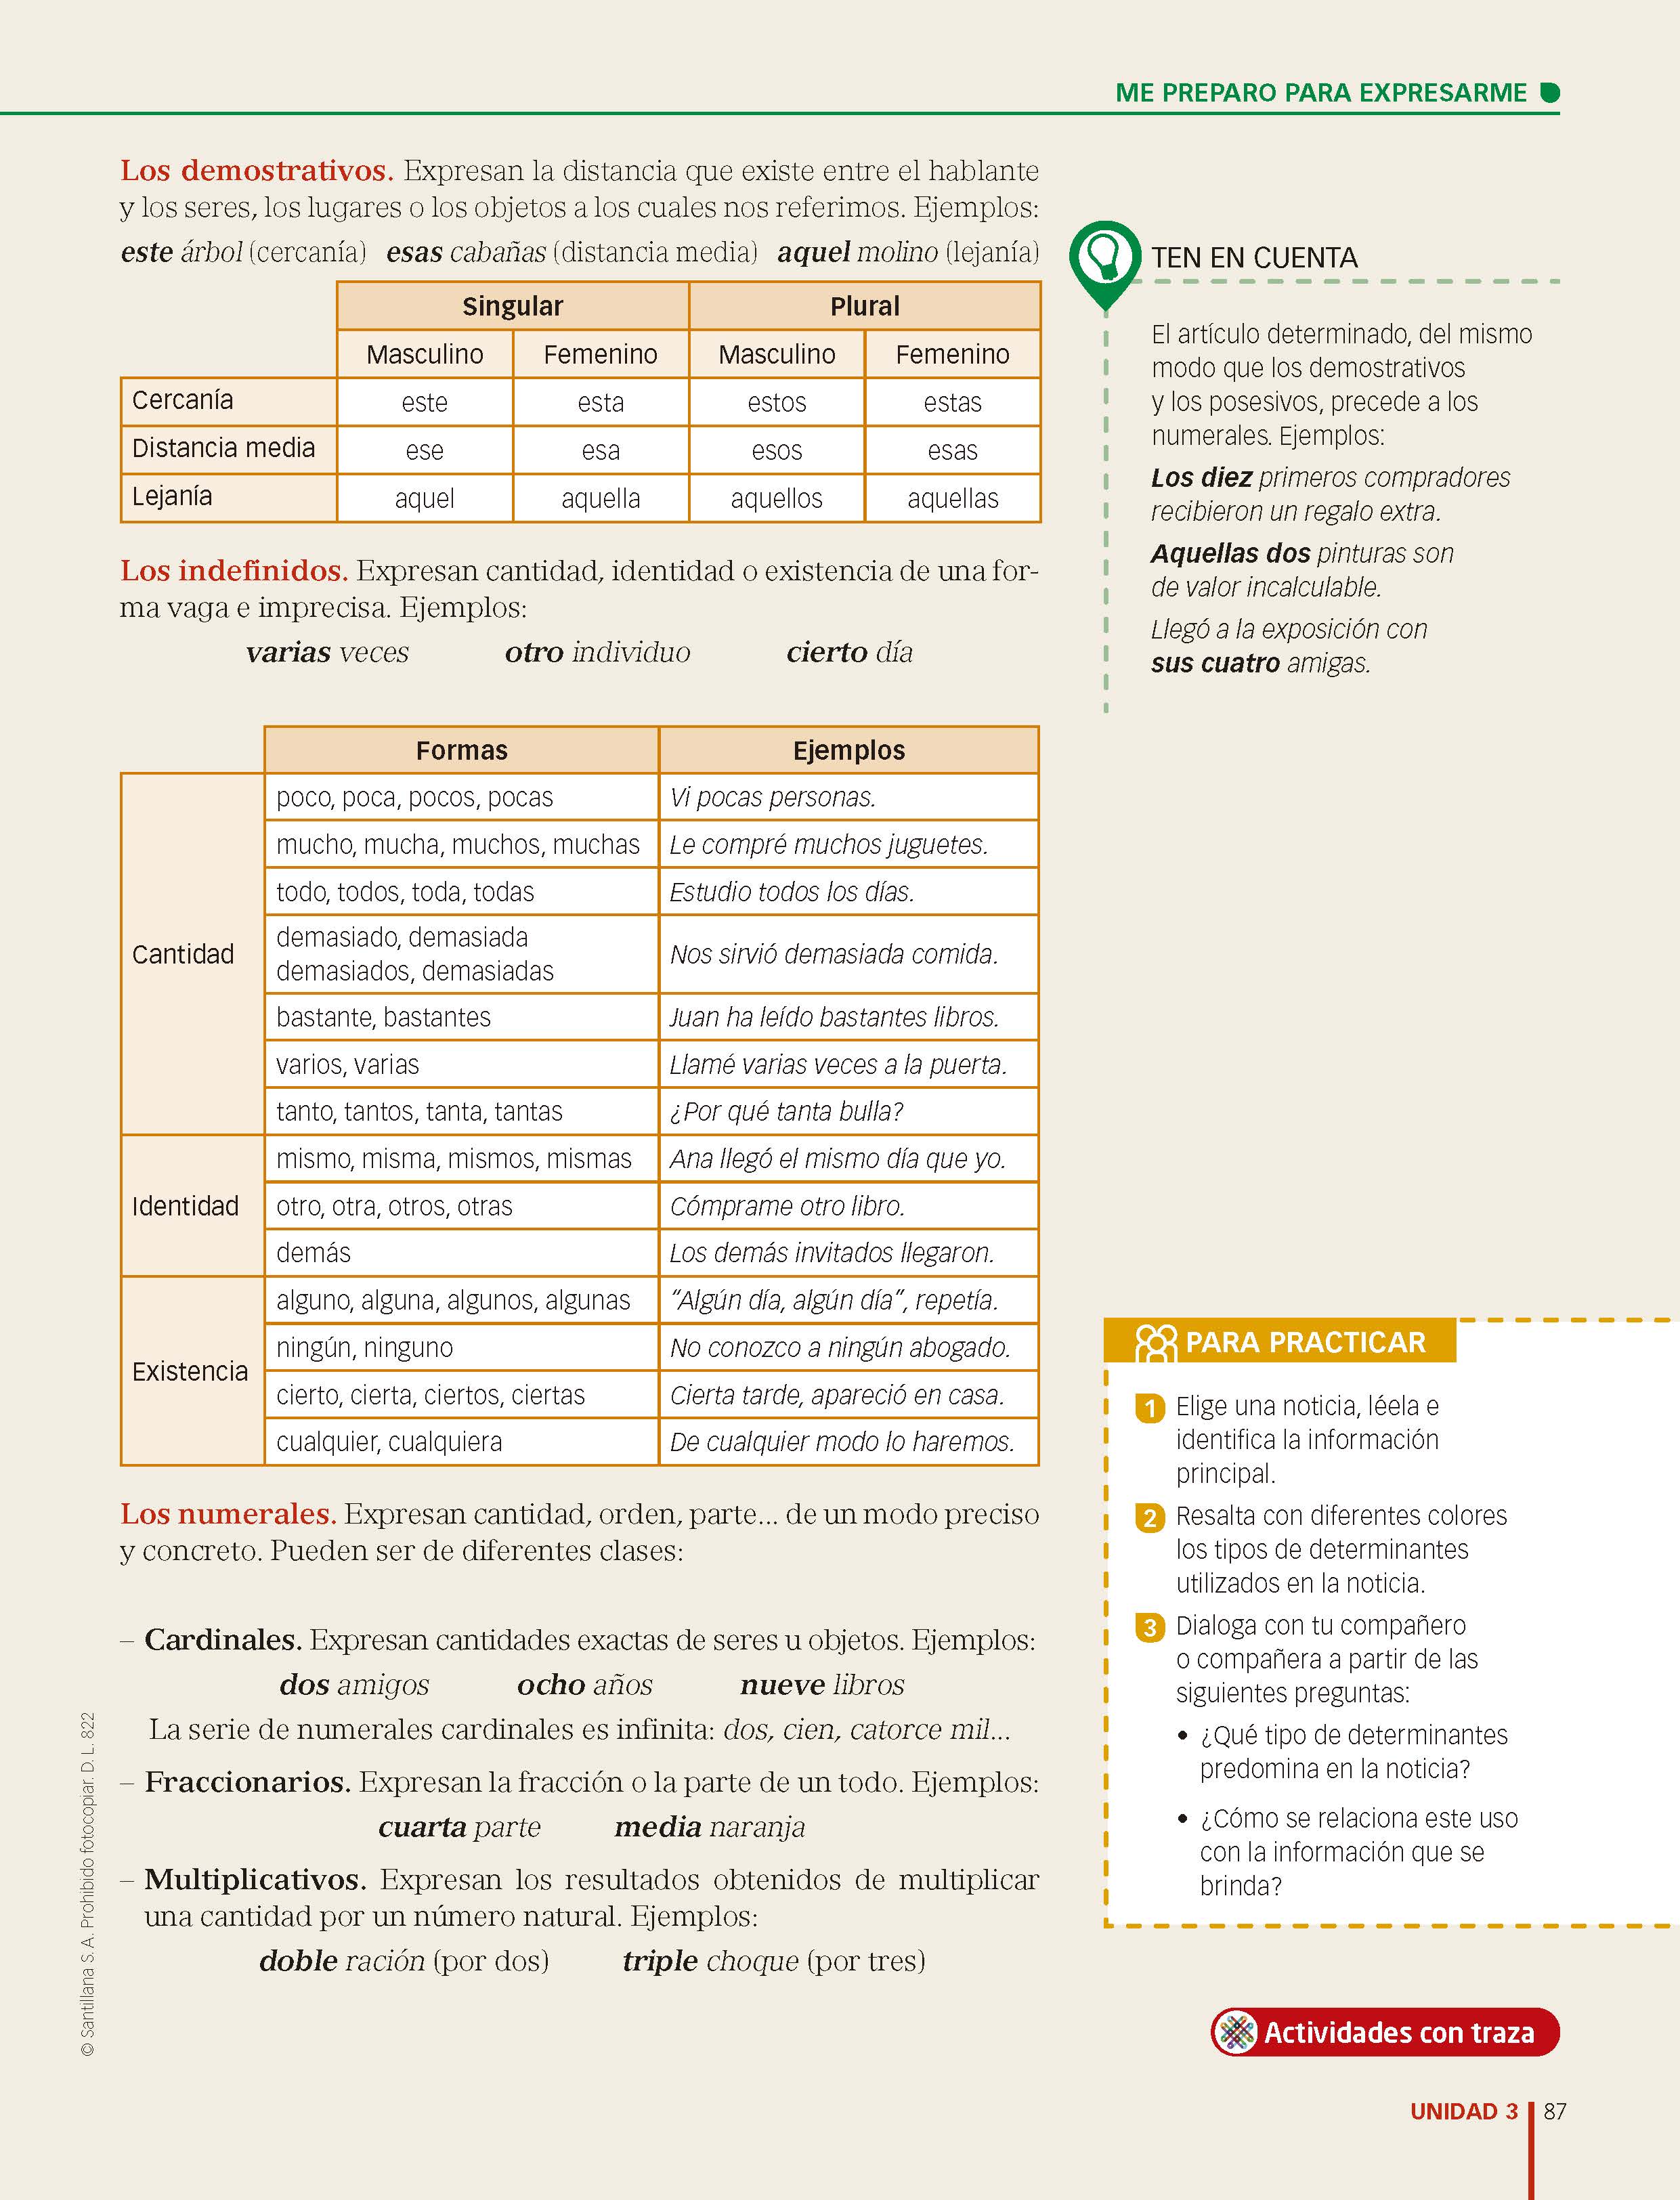 ME PREPARO PARA EXPRESARME
Los demostrativos. Expresan la distancia que existe entre el hablante
y los seres, los lugares o los objetos a los cuales nos referimos. Ejemplos:
este árbol (cercanía) esas cabañas (distancia media) aquel molino (lejanía)
Singular Plural
Masculino Femenino Masculino Femenino
Cercanía este esta estos estas
Distancia media ese esa esos esas
Lejanía aquel aquella aquellos aquellas
Los indefinidos. Expresan cantidad, identidad o existencia de una for-
ma vaga e imprecisa. Ejemplos:
varias veces otro individuo cierto día
Formas Ejemplos
Cantidad
poco, poca, pocos, pocas Vi pocas personas.
mucho, mucha, muchos, muchas Le compré muchos juguetes.
todo, todos, toda, todas Estudio todos los días.
demasiado, demasiada
demasiados, demasiadas
Nos sirvió demasiada comida.
bastante, bastantes Juan ha leído bastantes libros.
varios, varias Llamé varias veces a la puerta.
tanto, tantos, tanta, tantas ¿Por qué tanta bulla?
Identidad
mismo, misma, mismos, mismas Ana llegó el mismo día que yo.
otro, otra, otros, otras Cómprame otro libro.
demás Los demás invitados llegaron.
Existencia
alguno, alguna, algunos, algunas “Algún día, algún día”, repetía.
ningún, ninguno No conozco a ningún abogado.
cierto, cierta, ciertos, ciertas Cierta tarde, apareció en casa.
cualquier, cualquiera De cualquier modo lo haremos.
Los numerales. Expresan cantidad, orden, parte... de un modo preciso
y concreto. Pueden ser de diferentes clases:
– Cardinales. Expresan cantidades exactas de seres u objetos. Ejemplos:
dos amigos ocho años nueve libros
La serie de numerales cardinales es infinita: dos, cien, catorce mil...
– Fraccionarios. Expresan la fracción o la parte de un todo. Ejemplos:
cuarta parte media naranja
– Multiplicativos. Expresan los resultados obtenidos de multiplicar
una cantidad por un número natural. Ejemplos:
doble ración (por dos) triple choque (por tres)
TEN EN CUENTA
El artículo determinado, del mismo
modo que los demostrativos
y los posesivos, precede a los
numerales. Ejemplos:
Los diez primeros compradores
recibieron un regalo extra.
Aquellas dos pinturas son
de valor incalculable.
Llegó a la exposición con
sus cuatro amigas.
PARA PRACTICAR
1 Elige una noticia, léela e
identifica la información
principal.
2 Resalta con diferentes colores
los tipos de determinantes
utilizados en la noticia.
3 Dialoga con tu compañero
o compañera a partir de las
siguientes preguntas:
• ¿Qué tipo de determinantes
predomina en la noticia?
• ¿Cómo se relaciona este uso
con la información que se
brinda?
Actividades con traza
© Santillana S. A. Prohibido fotocopiar. D. L. 822
UNIDAD 3 87